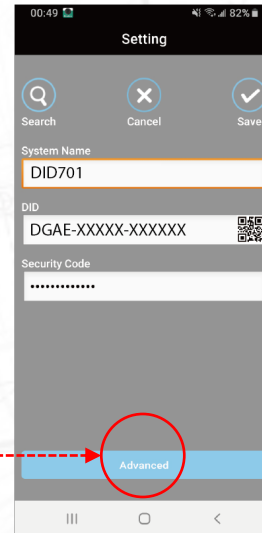 00:49 82%
Setting
Search Cancel Save
System Name
DID701
DID
DGAE-XXXXX-XXXXXX
Security Code
•••••••••••••
Advanced